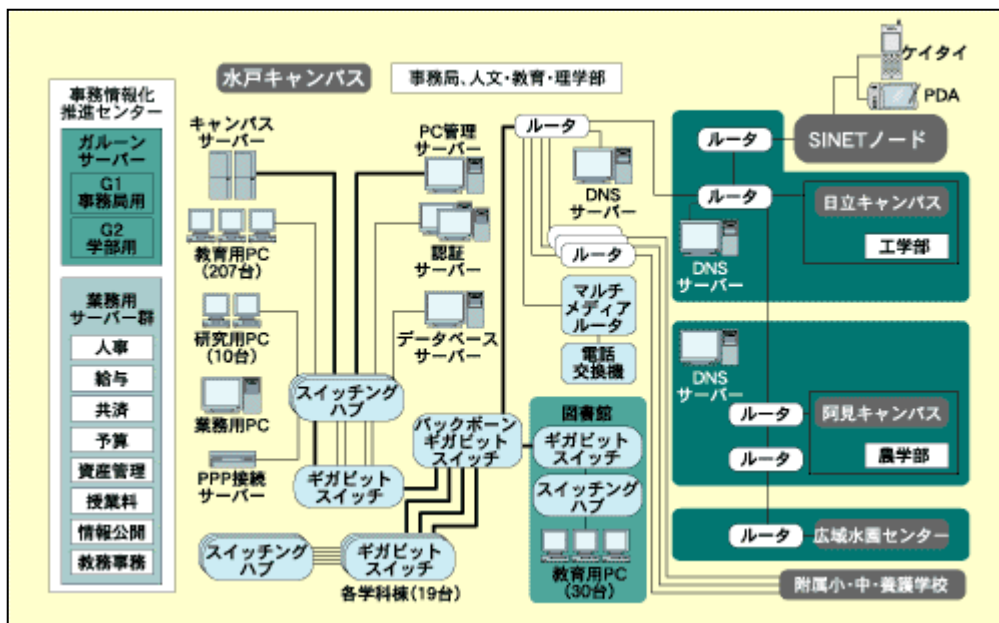 水戸キャンパス
事務局、人文・教育・理学部
事務情報化
推進センター
ガルーン
サーバー
G1
事務局用
G2
学部用
業務用
サーバー群
人事
給与
共済
予算
資産管理
授業料
情報公開
教務事務
キャンパス
サーバー
教育用PC
(207台)
研究用PC
(10台)
業務用PC
PPP接続
サーバー
PC管理
サーバー
認証
サーバー
データベース
サーバー
スイッチング
ハブ
ギガビット
スイッチ
スイッチング
ハブ
ギガビット
スイッチ
各学科棟(19台)
バックボーン
ギガビット
スイッチ
ルータ
DNS
サーバー
ルータ
マルチ
メディア
ルータ
電話
交換機
図書館
ギガビット
スイッチ
スイッチング
ハブ
教育用PC
(30台)
ケイタイ
PDA
SINETノード
ルータ
ルータ
DNS
サーバー
日立キャンパス
工学部
DNS
サーバー
ルータ
阿見キャンパス
農学部
ルータ
ルータ
広域水圏センター
附属小・中・養護学校